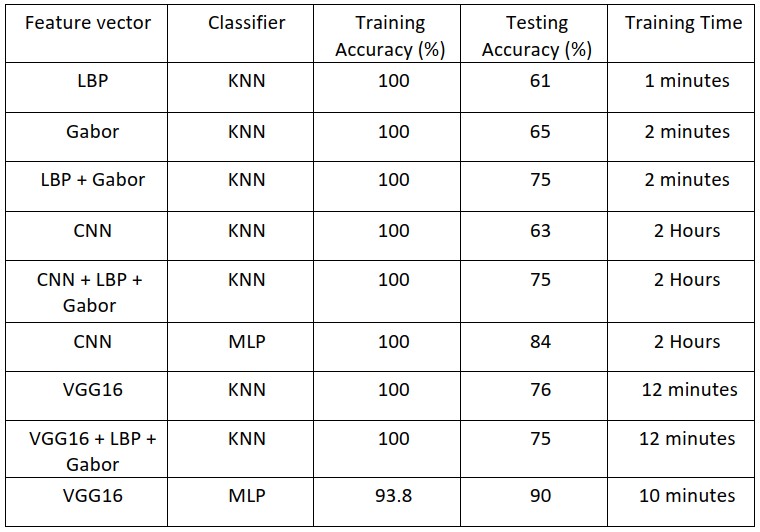 Feature vector Classifier Training Accuracy (%) Testing Accuracy (%) Training Time
LBP KNN 100 61 1 minutes
Gabor KNN 100 65 2 minutes
LBP + Gabor KNN 100 75 2 minutes
CNN KNN 100 63 2 Hours
CNN + LBP + Gabor KNN 100 75 2 Hours
CNN MLP 100 84 2 Hours
VGG16 KNN 100 76 12 minutes
VGG16 + LBP + Gabor KNN 100 75 12 minutes
VGG16 MLP 93.8 90 10 minutes